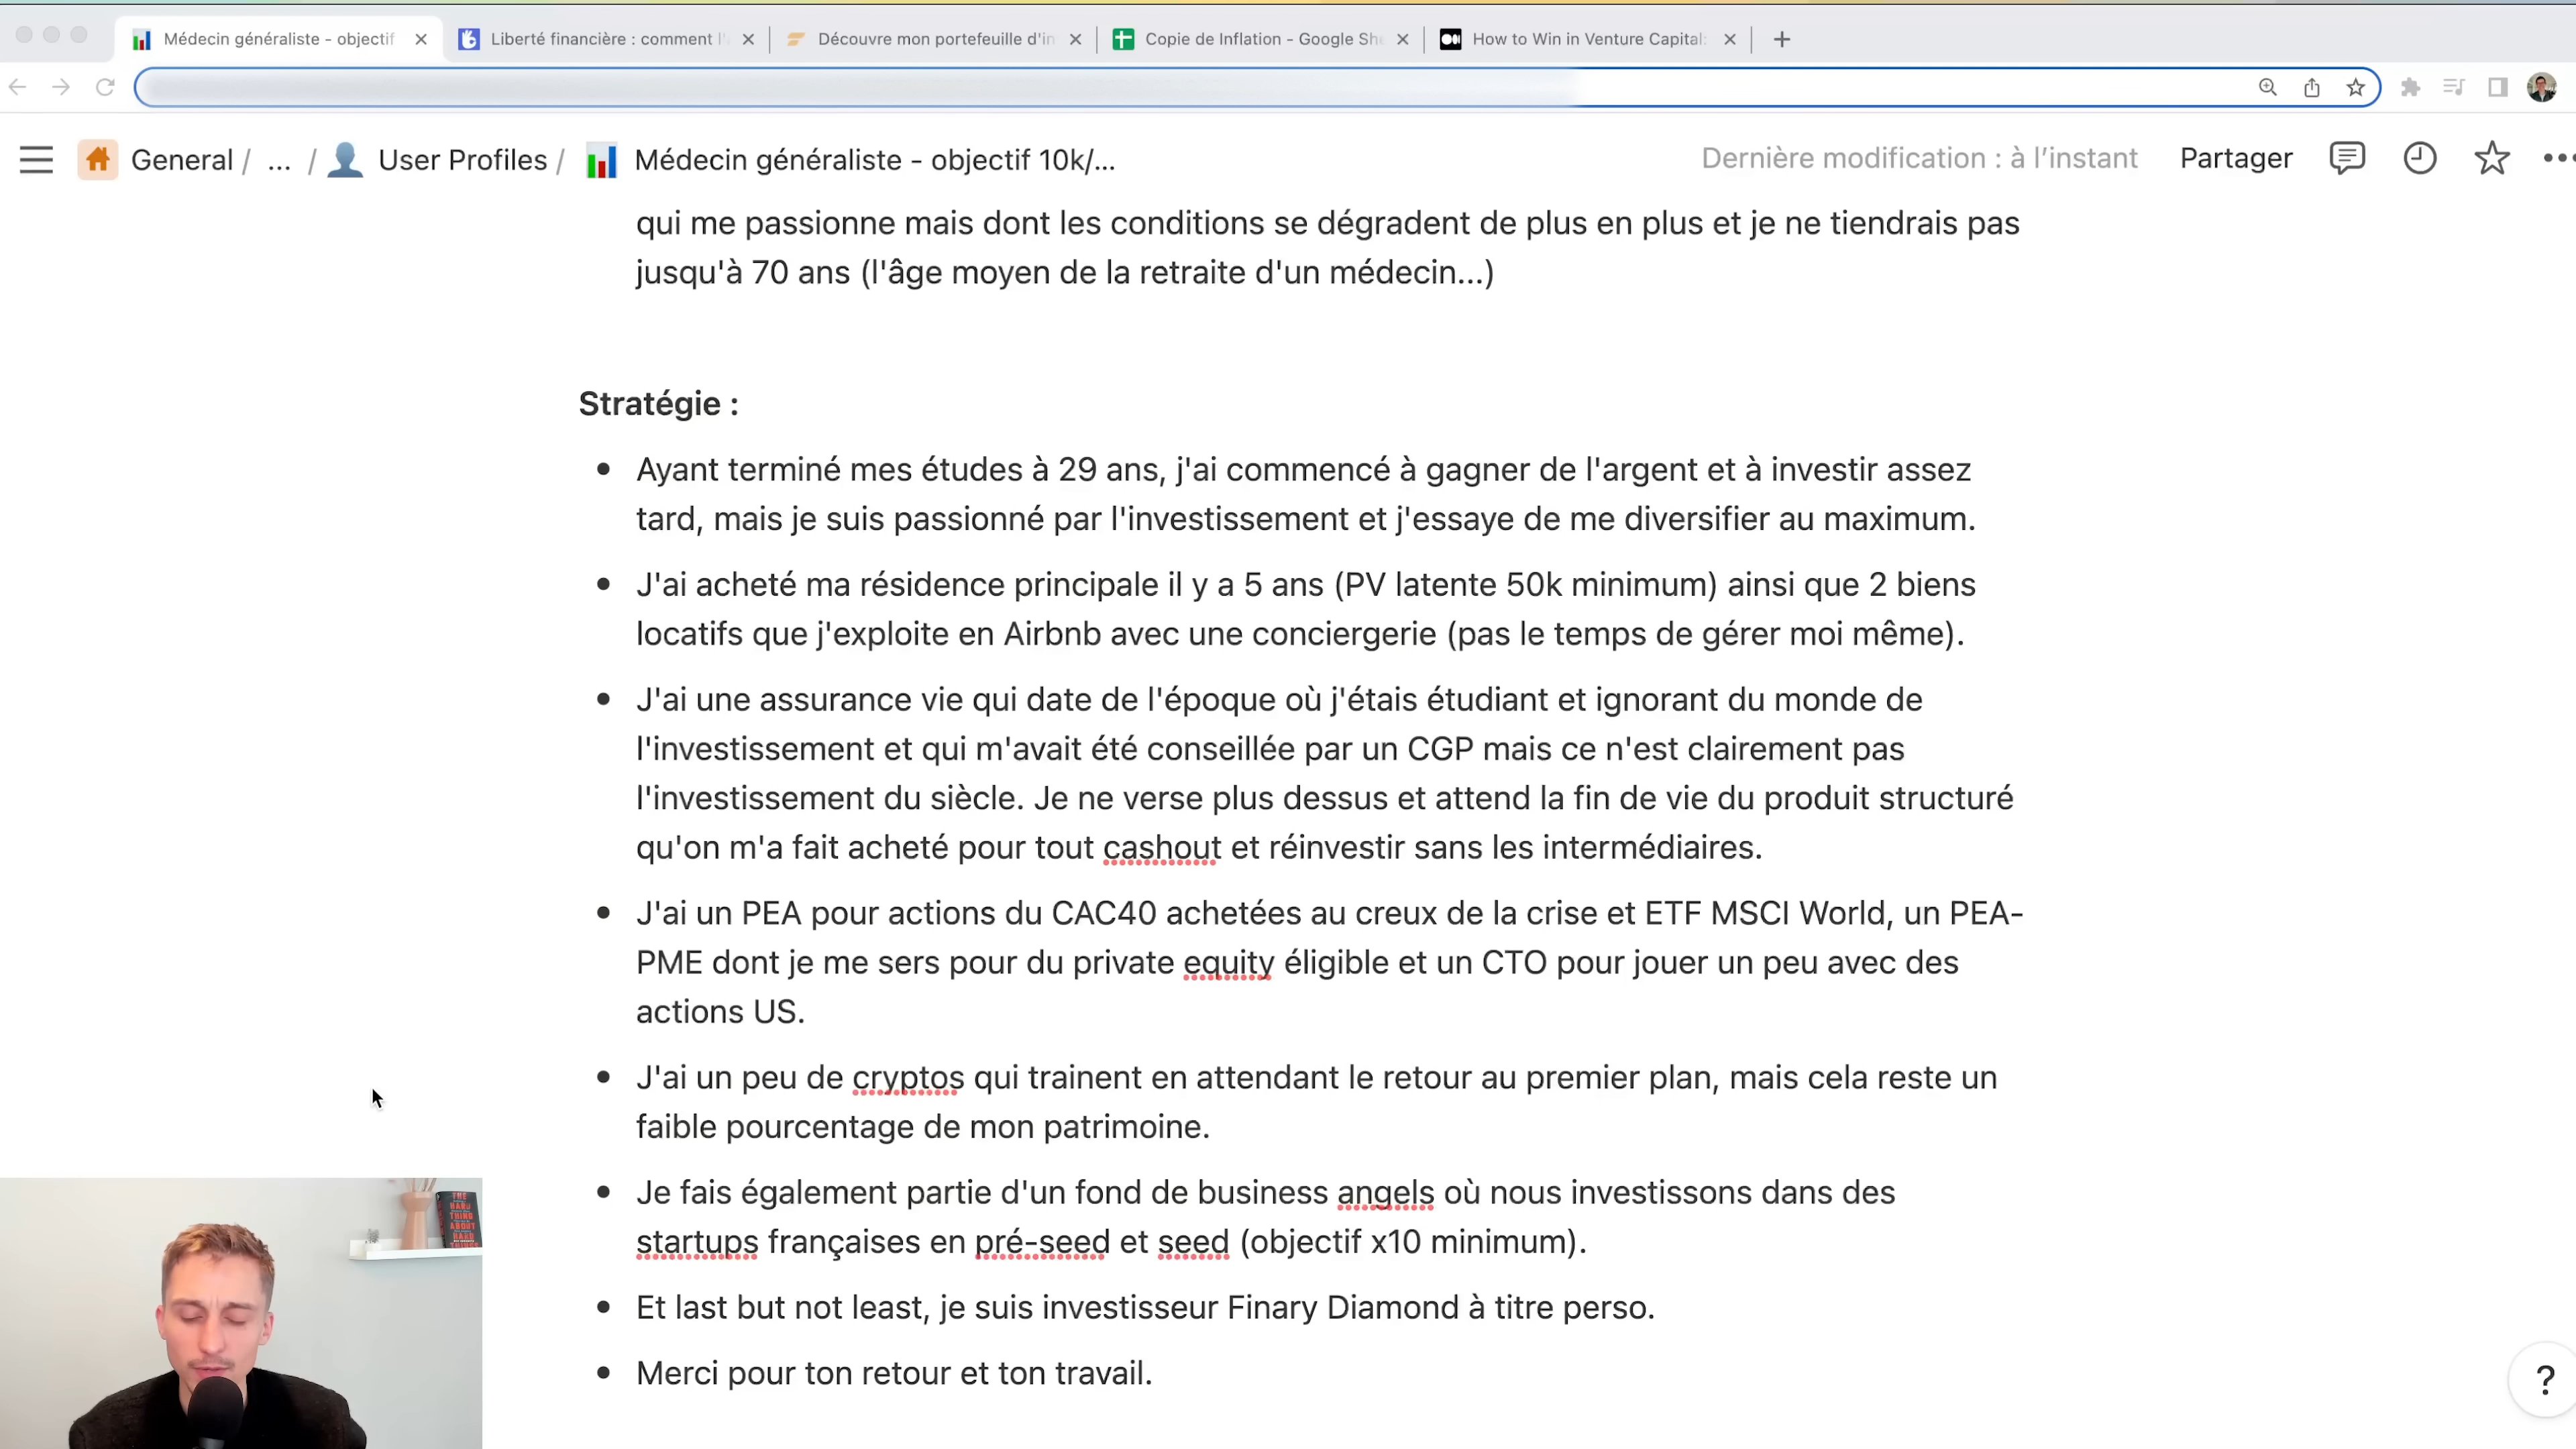 Médecin généraliste - objectif
Liberté financière : comment l'a
Découvre mon portefeuille d'in
Copie de Inflation - Google She
How to Win in Venture Capital:
General / ... / User Profiles / Médecin généraliste - objectif 10k/...
Dernière modification : à l'instant
Partager
qui me passionne mais dont les conditions se dégradent de plus en plus et je ne tiendrais pas
jusqu'à 70 ans (l'âge moyen de la retraite d'un médecin...)
Stratégie :
• Ayant terminé mes études à 29 ans, j'ai commencé à gagner de l'argent et à investir assez
tard, mais je suis passionné par l'investissement et j'essaye de me diversifier au maximum.
• J'ai acheté ma résidence principale il y a 5 ans (PV latente 50k minimum) ainsi que 2 biens
locatifs que j'exploite en Airbnb avec une conciergerie (pas le temps de gérer moi même).
• J'ai une assurance vie qui date de l'époque où j'étais étudiant et ignorant du monde de
l'investissement et qui m'avait été conseillée par un CGP mais ce n'est clairement pas
l'investissement du siècle. Je ne verse plus dessus et attend la fin de vie du produit structuré
qu'on m'a fait acheté pour tout cashout et réinvestir sans les intermédiaires.
• J'ai un PEA pour actions du CAC40 achetées au creux de la crise et ETF MSCI World, un PEA-
PME dont je me sers pour du private equity éligible et un CTO pour jouer un peu avec des
actions US.
• J'ai un peu de cryptos qui trainent en attendant le retour au premier plan, mais cela reste un
faible pourcentage de mon patrimoine.
• Je fais également partie d'un fond de business angels où nous investissons dans des
startups françaises en pré-seed et seed (objectif x10 minimum).
• Et last but not least, je suis investisseur Finary Diamond à titre perso.
• Merci pour ton retour et ton travail.
THE
HARD
THING
ABOUT
HARD
THINGS
?